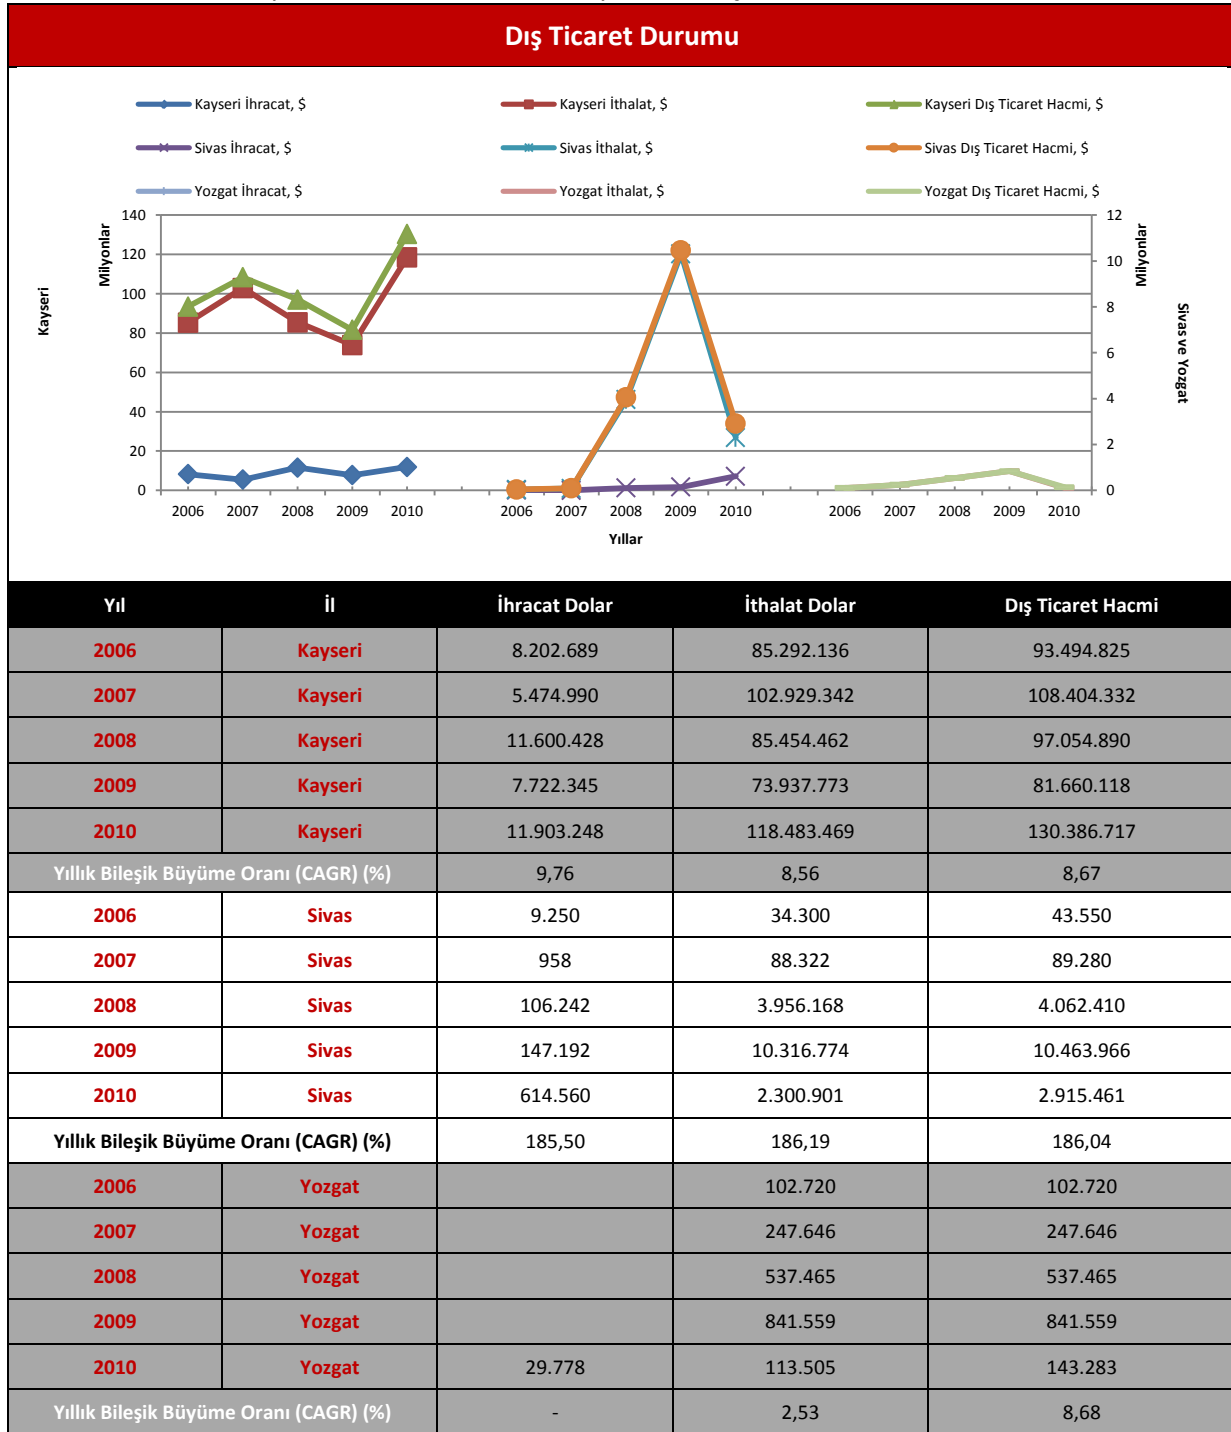 Dış Ticaret Durumu
Kayseri İhracat, $ Kayseri İthalat, $ Kayseri Dış Ticaret Hacmi, $
Sivas İhracat, $ Sivas İthalat, $ Sivas Dış Ticaret Hacmi, $
Yozgat İhracat, $ Yozgat İthalat, $ Yozgat Dış Ticaret Hacmi, $
Kayseri
Milyonlar
140
120
100
80
60
40
20
0
12
10
8
6
4
2
0
Milyonlar
Sivas ve Yozgat
2006 2007 2008 2009 2010 2006 2007 2008 2009 2010 2006 2007 2008 2009 2010
Yıllar
Yıl İl İhracat Dolar İthalat Dolar Dış Ticaret Hacmi
2006 Kayseri 8.202.689 85.292.136 93.494.825
2007 Kayseri 5.474.990 102.929.342 108.404.332
2008 Kayseri 11.600.428 85.454.462 97.054.890
2009 Kayseri 7.722.345 73.937.773 81.660.118
2010 Kayseri 11.903.248 118.483.469 130.386.717
Yıllık Bileşik Büyüme Oranı (CAGR) (%) 9,76 8,56 8,67
2006 Sivas 9.250 34.300 43.550
2007 Sivas 958 88.322 89.280
2008 Sivas 106.242 3.956.168 4.062.410
2009 Sivas 147.192 10.316.774 10.463.966
2010 Sivas 614.560 2.300.901 2.915.461
Yıllık Bileşik Büyüme Oranı (CAGR) (%) 185,50 186,19 186,04
2006 Yozgat 102.720 102.720
2007 Yozgat 247.646 247.646
2008 Yozgat 537.465 537.465
2009 Yozgat 841.559 841.559
2010 Yozgat 29.778 113.505 143.283
Yıllık Bileşik Büyüme Oranı (CAGR) (%) - 2,53 8,68